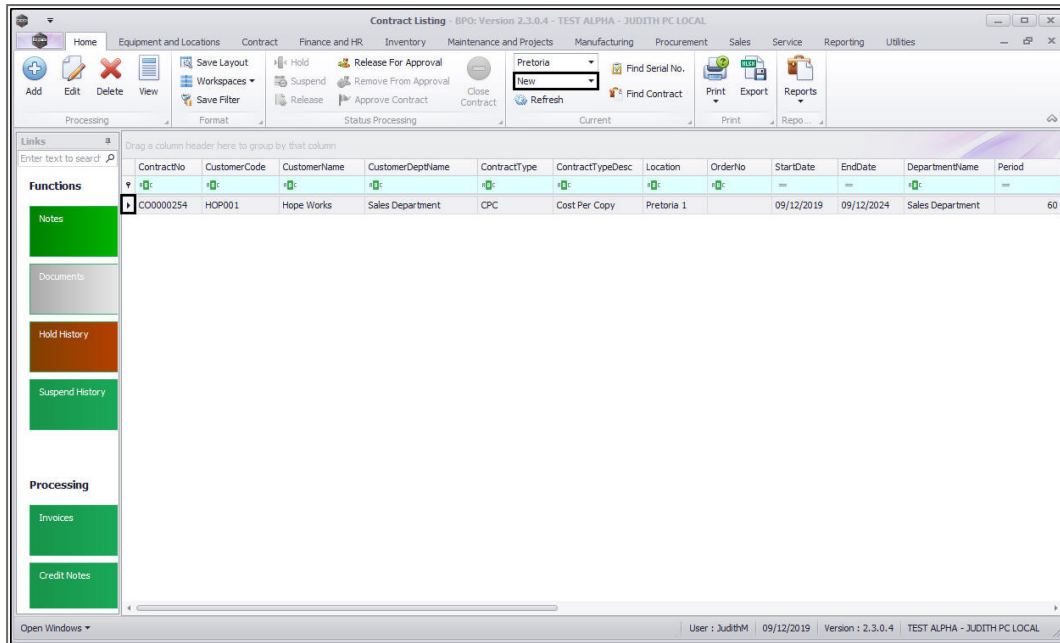 Contract Listing - BPO: Version 2.3.0.4 - TEST ALPHA - JUDITH PC LOCAL
Home Equipment and Locations Contract Finance and HR Inventory Maintenance and Projects Manufacturing Procurement Sales Service Reporting Utilities
Add Edit Delete View
Save Layout
Workspaces
Save Filter
Hold
Suspend
Release
Release For Approval
Remove From Approval
Approve Contract
Close Contract
Pretoria
New
Refresh
Find Serial No.
Find Contract
Print Export Reports
Processing Format Status Processing Current Print Repo...
Links
Enter text to search
Drag a column header here to group by that column
ContractNo CustomerCode CustomerName CustomerDeptName ContractType ContractTypeDesc Location OrderNo StartDate EndDate DepartmentName Period
CO0000254 HOP001 Hope Works Sales Department CPC Cost Per Copy Pretoria 1 09/12/2019 09/12/2024 Sales Department 60
Functions
Notes
Documents
Hold History
Suspend History
Processing
Invoices
Credit Notes
Open Windows
User : JudithM 09/12/2019 Version : 2.3.0.4 TEST ALPHA - JUDITH PC LOCAL